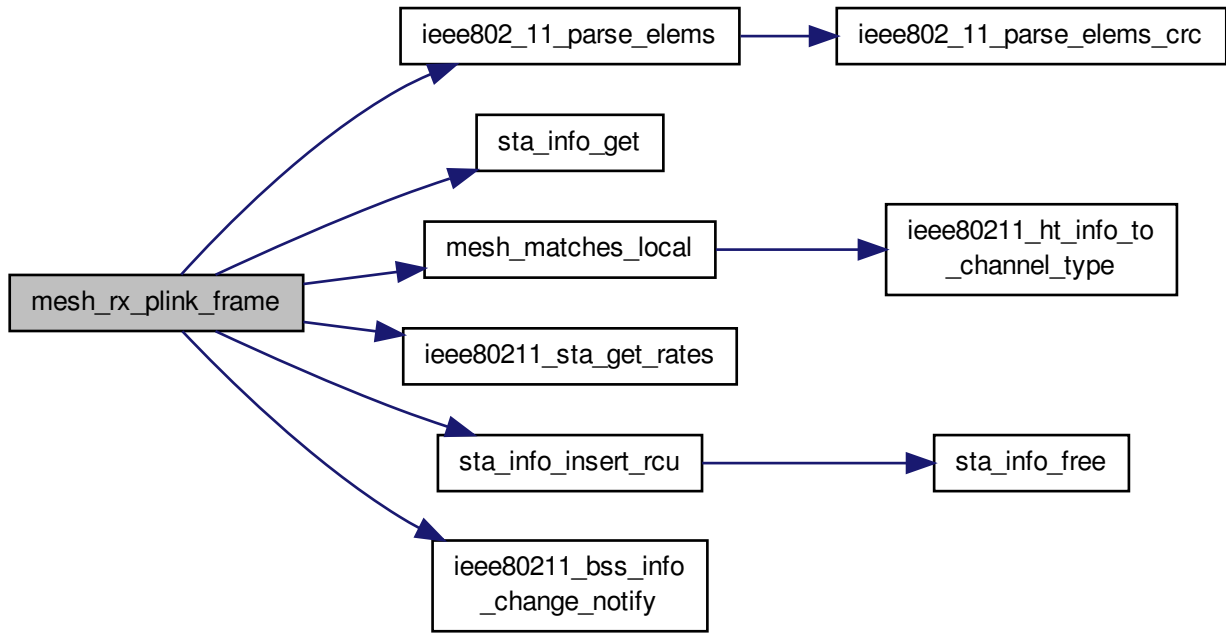 ieee802_11_parse_elems
ieee802_11_parse_elems_crc
sta_info_get
mesh_matches_local
ieee80211_ht_info_to
_channel_type
mesh_rx_plink_frame
ieee80211_sta_get_rates
sta_info_insert_rcu
sta_info_free
ieee80211_bss_info
_change_notify